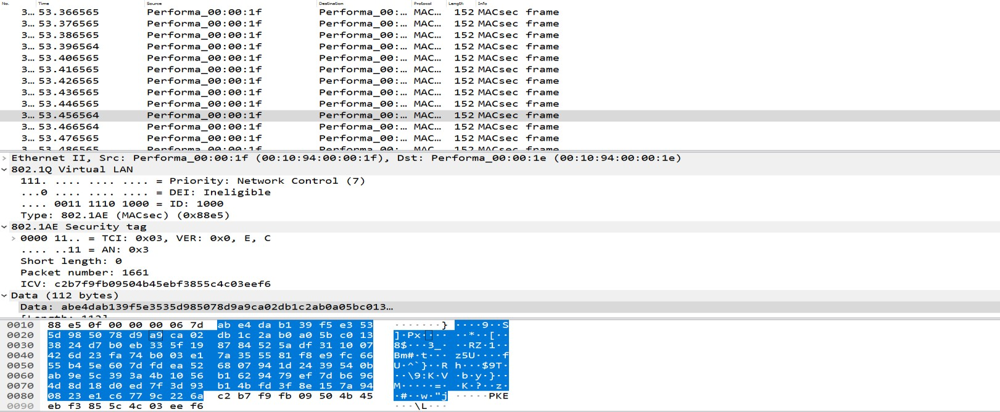 No. Time Source Destination Protocol Length Info
3… 53.366565 Performa_00:00:1f Performa_00:… MAC… 152 MACsec frame
3… 53.376565 Performa_00:00:1f Performa_00:… MAC… 152 MACsec frame
3… 53.386565 Performa_00:00:1f Performa_00:… MAC… 152 MACsec frame
3… 53.396564 Performa_00:00:1f Performa_00:… MAC… 152 MACsec frame
3… 53.406565 Performa_00:00:1f Performa_00:… MAC… 152 MACsec frame
3… 53.416565 Performa_00:00:1f Performa_00:… MAC… 152 MACsec frame
3… 53.426565 Performa_00:00:1f Performa_00:… MAC… 152 MACsec frame
3… 53.436565 Performa_00:00:1f Performa_00:… MAC… 152 MACsec frame
3… 53.446565 Performa_00:00:1f Performa_00:… MAC… 152 MACsec frame
3… 53.456564 Performa_00:00:1f Performa_00:… MAC… 152 MACsec frame
3… 53.466564 Performa_00:00:1f Performa_00:… MAC… 152 MACsec frame
3… 53.476565 Performa_00:00:1f Performa_00:… MAC… 152 MACsec frame
3 53.486565 Performa_00:00:1f Performa_00: MAC 152 MACsec frame
Ethernet II, Src: Performa_00:00:1f (00:10:94:00:00:1f), Dst: Performa_00:00:1e (00:10:94:00:00:1e)
802.1Q Virtual LAN
111. .... .... .... = Priority: Network Control (7)
...0 .... .... .... = DEI: Ineligible
.... 0011 1110 1000 = ID: 1000
Type: 802.1AE (MACsec) (0x88e5)
802.1AE Security tag
0000 11.. = TCI: 0x03, VER: 0x0, E, C
.... ..11 = AN: 0x3
Short length: 0
Packet number: 1661
ICV: c2b7f9fb09504b45ebf3855c4c03eef6
Data (112 bytes)
Data: abe4dab139f5e3535d985078d9a9ca02db1c2ab0a05bc013…
[Length: 112]
0010 88 e5 0f 00 00 00 06 7d ab e4 da b1 39 f5 e3 53 ·······} ····9··S
0020 5d 98 50 78 d9 a9 ca 02 db 1c 2a b0 a0 5b c0 13 ]·Px···· ··*··[··
0030 38 24 d7 b0 eb 33 5f 19 87 84 52 5a df 31 10 07 8$···3_· ··RZ·1··
0040 42 6d 23 fa 74 b0 03 e1 7a 35 55 81 f8 e9 fc 66 Bm#·t··· z5U····f
0050 55 b4 5e 60 7d fd ea 52 68 07 94 1d 24 39 54 0b U·^`}··R h···$9T·
0060 ab 9e 5c 39 3a 4b 10 56 b1 62 94 79 ef 7d b6 96 ··\9:K·V ·b·y·}··
0070 4d 8d 18 d0 ed 7f 3d 93 b1 4b fd 3f 8e 15 7a 94 M·····=· ·K·?··z·
0080 08 23 e1 c6 77 9c 22 6a c2 b7 f9 fb 09 50 4b 45 ·#··w·"j ·····PKE
0090 eb f3 85 5c 4c 03 ee f6 ···\L···